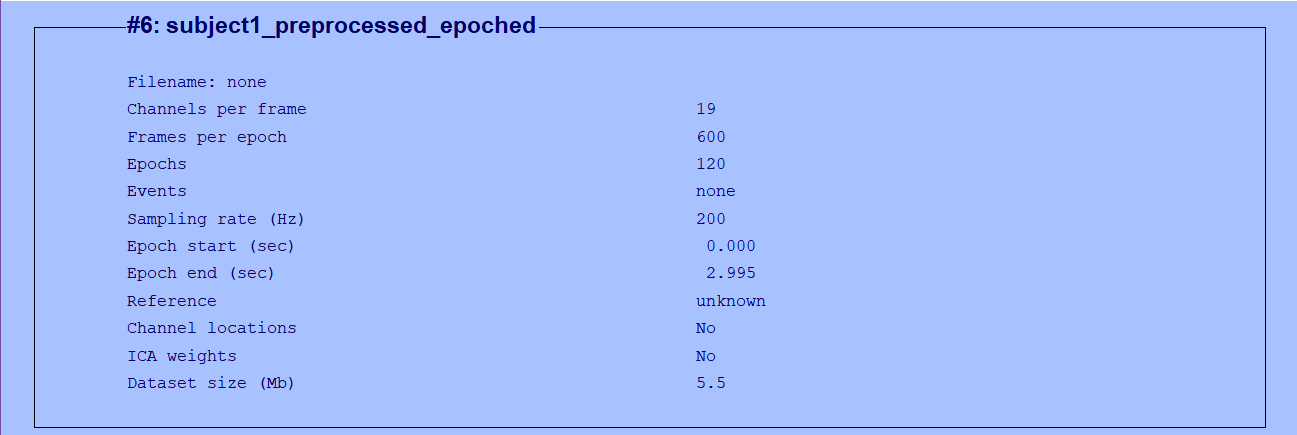 #6: subject1_preprocessed_epoched
Filename: none
Channels per frame 19
Frames per epoch 600
Epochs 120
Events none
Sampling rate (Hz) 200
Epoch start (sec) 0.000
Epoch end (sec) 2.995
Reference unknown
Channel locations No
ICA weights No
Dataset size (Mb) 5.5